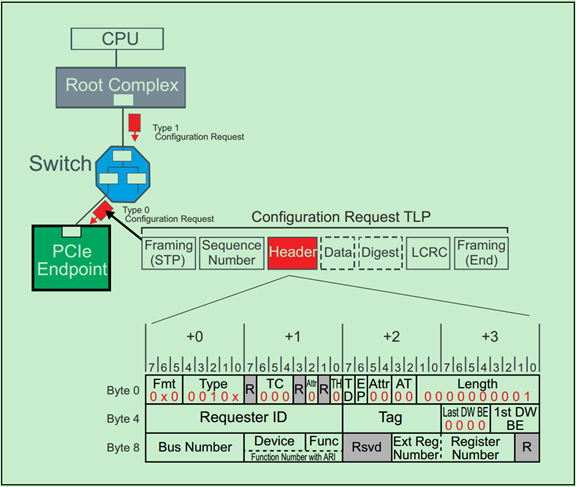 CPU
Root Complex
Type 1
Configuration Request
Switch
Type 0
Configuration Request
PCIe
Endpoint
Configuration Request TLP
Framing
(STP)
Sequence
Number
Header
Data
Digest
LCRC
Framing
(End)
+0 +1 +2 +3
7 6 5 4 3 2 1 0 7 6 5 4 3 2 1 0 7 6 5 4 3 2 1 0 7 6 5 4 3 2 1 0
Byte 0 Fmt Type R TC R Attr R TH TD EP Attr AT Length
0 x 0 0 0 1 0 x 0 0 0 0 0 0 0 0 0 0 0 0 0 0 0 0 0 0 1
Byte 4 Requester ID Tag Last DW BE 1st DW
0 0 0 0 BE
Byte 8 Bus Number Device Func Rsvd Ext Reg Register R
Function Number with ARI Number Number